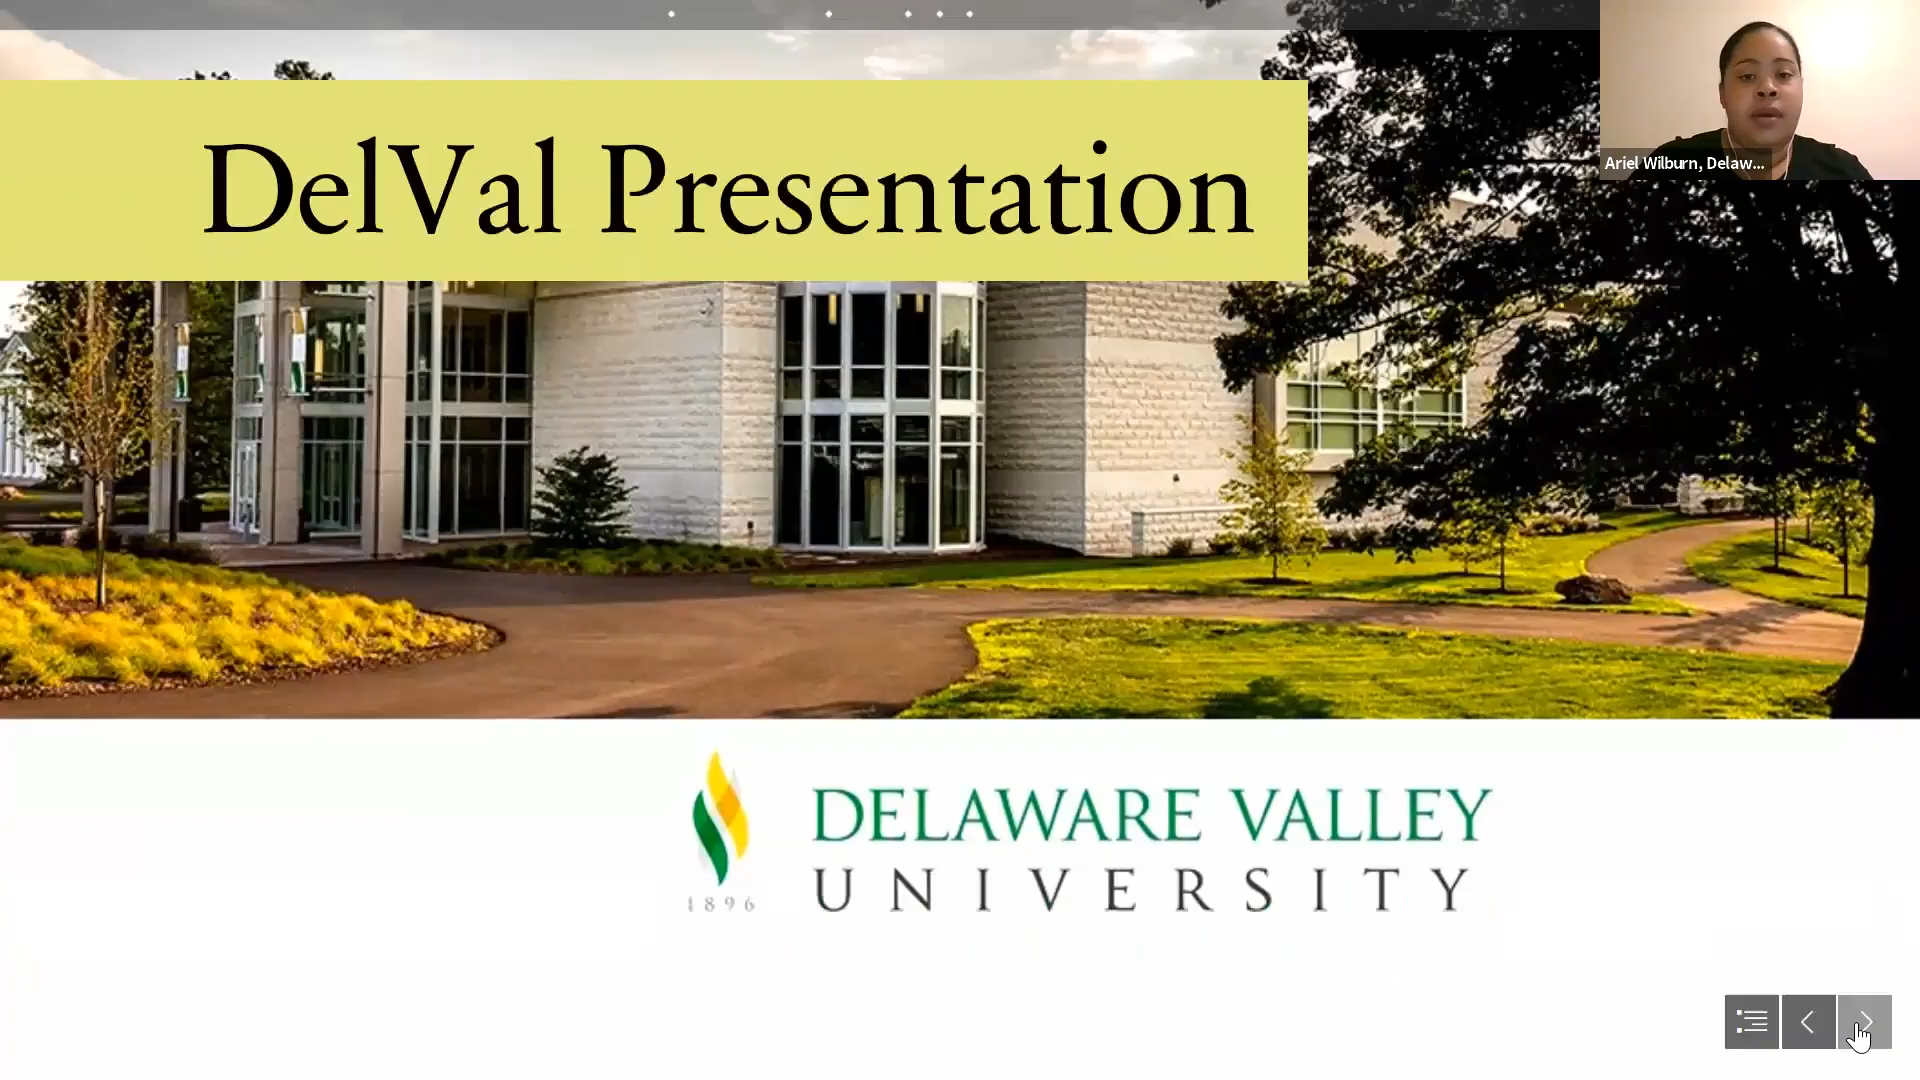 DelVal Presentation
Ariel Wilburn, Delaw...
DELAWARE VALLEY
UNIVERSITY
1896